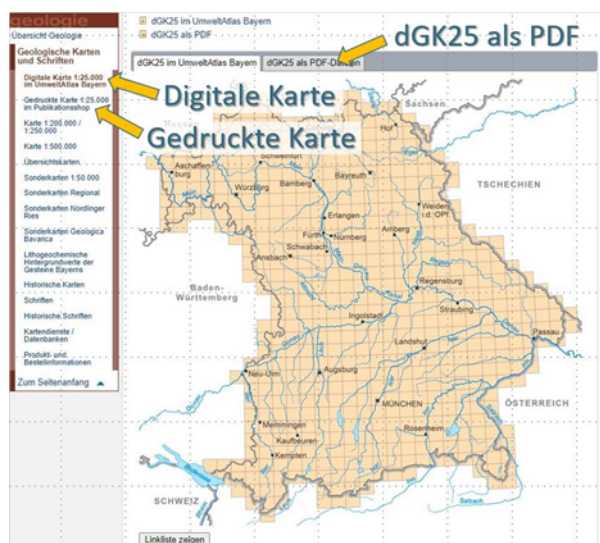 geologie
Übersicht Geologie
Geologische Karten
und Schriften
Digitale Karte 1:25.000
im UmweltAtlas Bayern
Gedruckte Karte 1:25.000
im Publikationsshop
Karte 1:200.000 /
1:250.000
Karte 1:500.000
Übersichtskarten
Sonderkarten 1:50.000
Sonderkarten Regional
Sonderkarten Nördlinger
Ries
Sonderkarten Geologica
Bavarica
Lithogeochemische
Hintergrundwerte der
Gesteine Bayerns
Historische Karten
Schriften
Historische Schriften
Kartendienste /
Datenbanken
Produkt- und
Bestellinformationen
Zum Seitenanfang
dGK25 im UmweltAtlas Bayern
dGK25 als PDF
dGK25 als PDF
dGK25 im UmweltAtlas Bayern
dGK25 als PDF-Dateien
Digitale Karte
Gedruckte Karte
Sachsen
Hof
Schweinfurt
Aschaffen-
burg
Würzburg
Bamberg
Bayreuth
TSCHECHIEN
Weiden
i.d. OPf.
Erlangen
Fürth
Nürnberg
Amberg
Schwabach
Ansbach
Baden-
Württemberg
Regensburg
Straubing
Ingolstadt
Passau
Landshut
Neu-Ulm
Augsburg
MÜNCHEN
ÖSTERREICH
Memmingen
Rosenheim
Kaufbeuren
Kempten
SCHWEIZ
Salzach
Linkliste zeigen